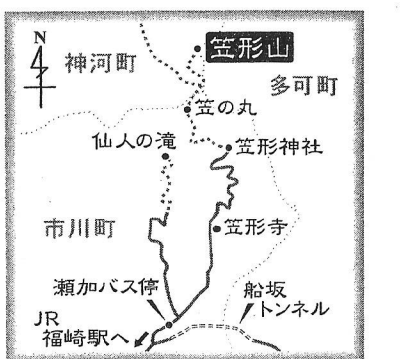 N
笠形山
神河町
多可町
笠の丸
仙人の滝
笠形神社
市川町
笠形寺
瀬加バス停
船坂
トンネル
JR
福崎駅へ